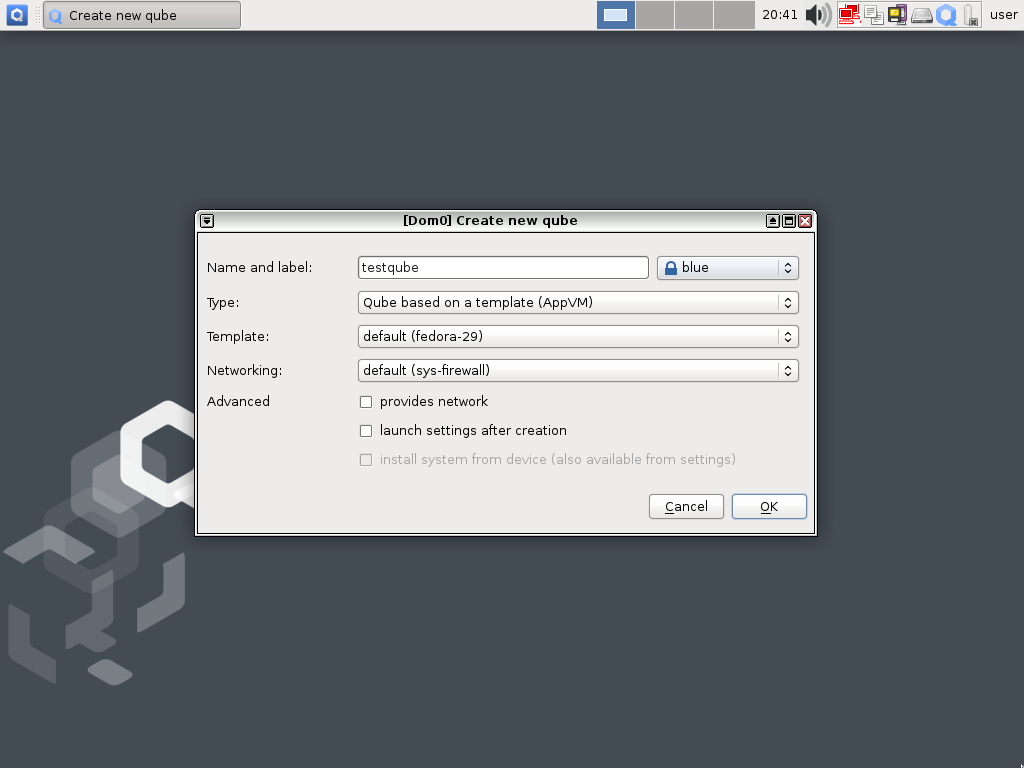 Create new qube
20:41
user
[Dom0] Create new qube
Name and label: testqube blue
Type: Qube based on a template (AppVM)
Template: default (fedora-29)
Networking: default (sys-firewall)
Advanced provides network
launch settings after creation
install system from device (also available from settings)
Cancel OK